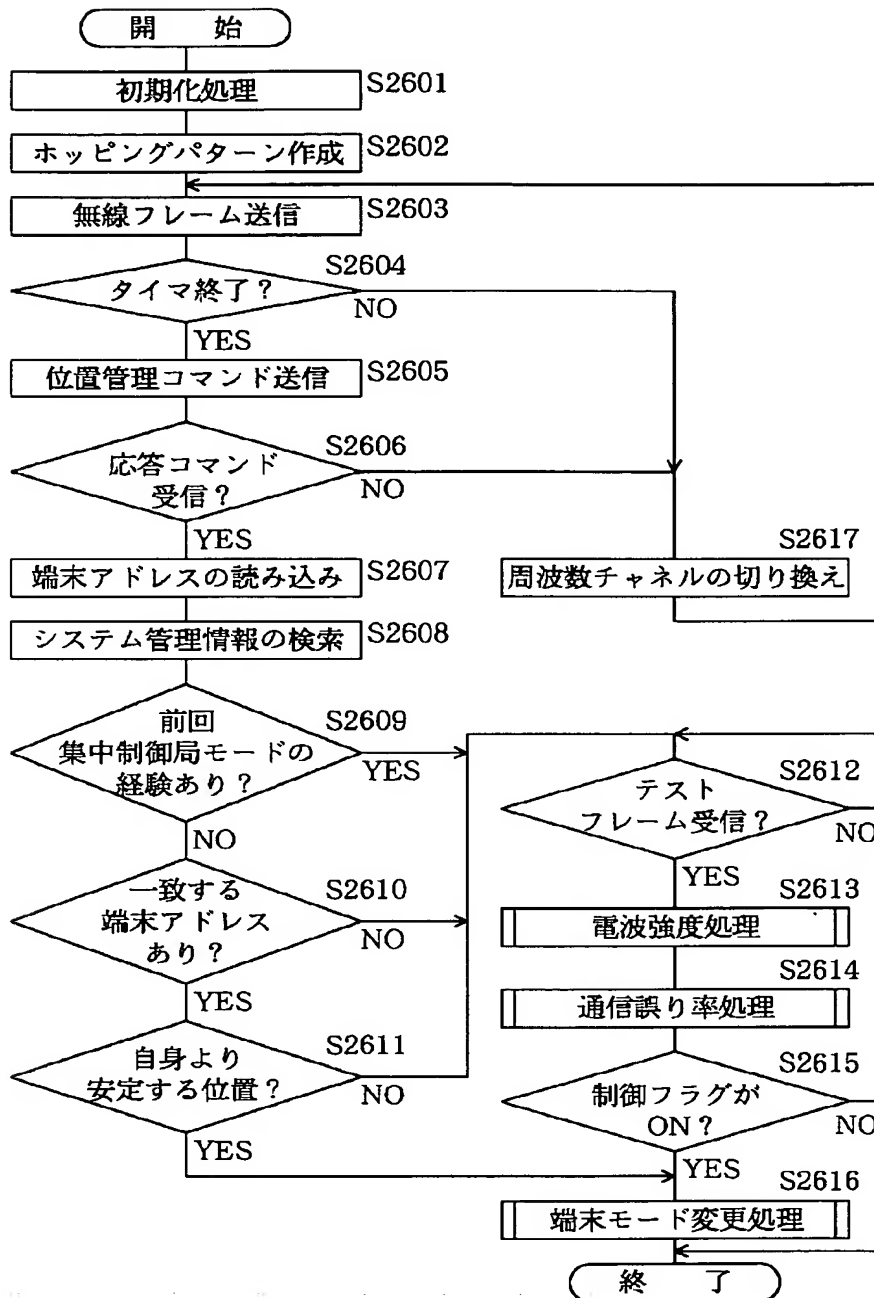 開 始
初期化処理 S2601
ホッピングパターン作成 S2602
無線フレーム送信 S2603
S2604
タイマ終了？
NO
YES
位置管理コマンド送信 S2605
S2606
応答コマンド
受信？
NO
YES
端末アドレスの読み込み S2607
システム管理情報の検索 S2608
S2609
前回
集中制御局モードの
経験あり？
YES
NO
S2610
一致する
端末アドレス
あり？
NO
YES
S2611
自身より
安定する位置？
NO
YES
S2617
周波数チャネルの切り換え
S2612
テスト
フレーム受信？
NO
YES
S2613
電波強度処理
S2614
通信誤り率処理
S2615
制御フラグが
ON？
NO
YES
S2616
端末モード変更処理
終 了